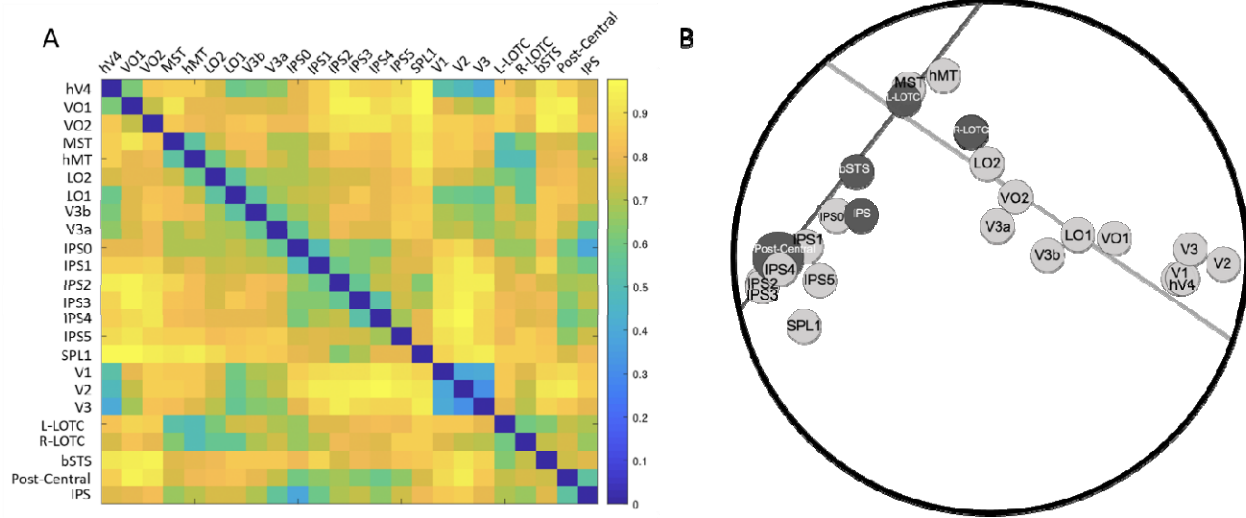 A
hV4 VO1 VO2 MST hMT LO2 LO1 V3b V3a IPS0 IPS1 IPS2 IPS3 IPS4 IPS5 SPL1 V1 V2 V3 L-LOTC R-LOTC bSTS Post-Central IPS
hV4
VO1
VO2
MST
hMT
LO2
LO1
V3b
V3a
IPS0
IPS1
IPS2
IPS3
IPS4
IPS5
SPL1
V1
V2
V3
L-LOTC
R-LOTC
bSTS
Post-Central
IPS
0.9
0.8
0.7
0.6
0.5
0.4
0.3
0.2
0.1
0
B
hMT
MST
L-LOTC
R-LOTC
LO2
bSTS
VO2
IPS0
IPS
V3a
LO1
VO1
IPS1
Post-Central
V3b
V3
V2
IPS4
V1
IPS2
IPS5
hV4
IPS3
SPL1